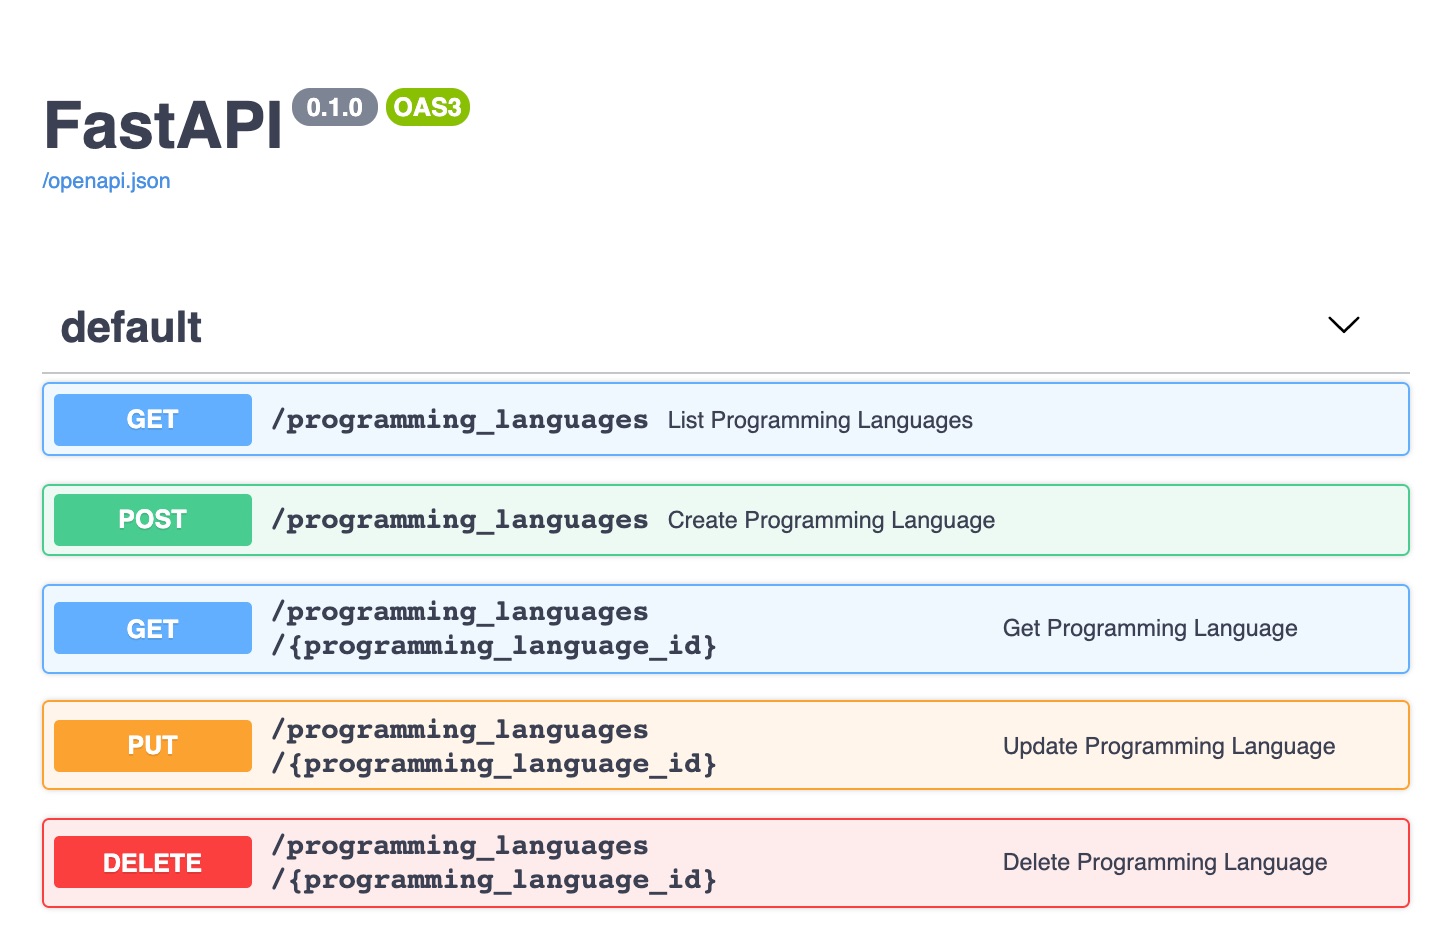 FastAPI 0.1.0 OAS3
/openapi.json
default
GET /programming_languages List Programming Languages
POST /programming_languages Create Programming Language
GET /programming_languages
/{programming_language_id} Get Programming Language
PUT /programming_languages
/{programming_language_id} Update Programming Language
DELETE /programming_languages
/{programming_language_id} Delete Programming Language